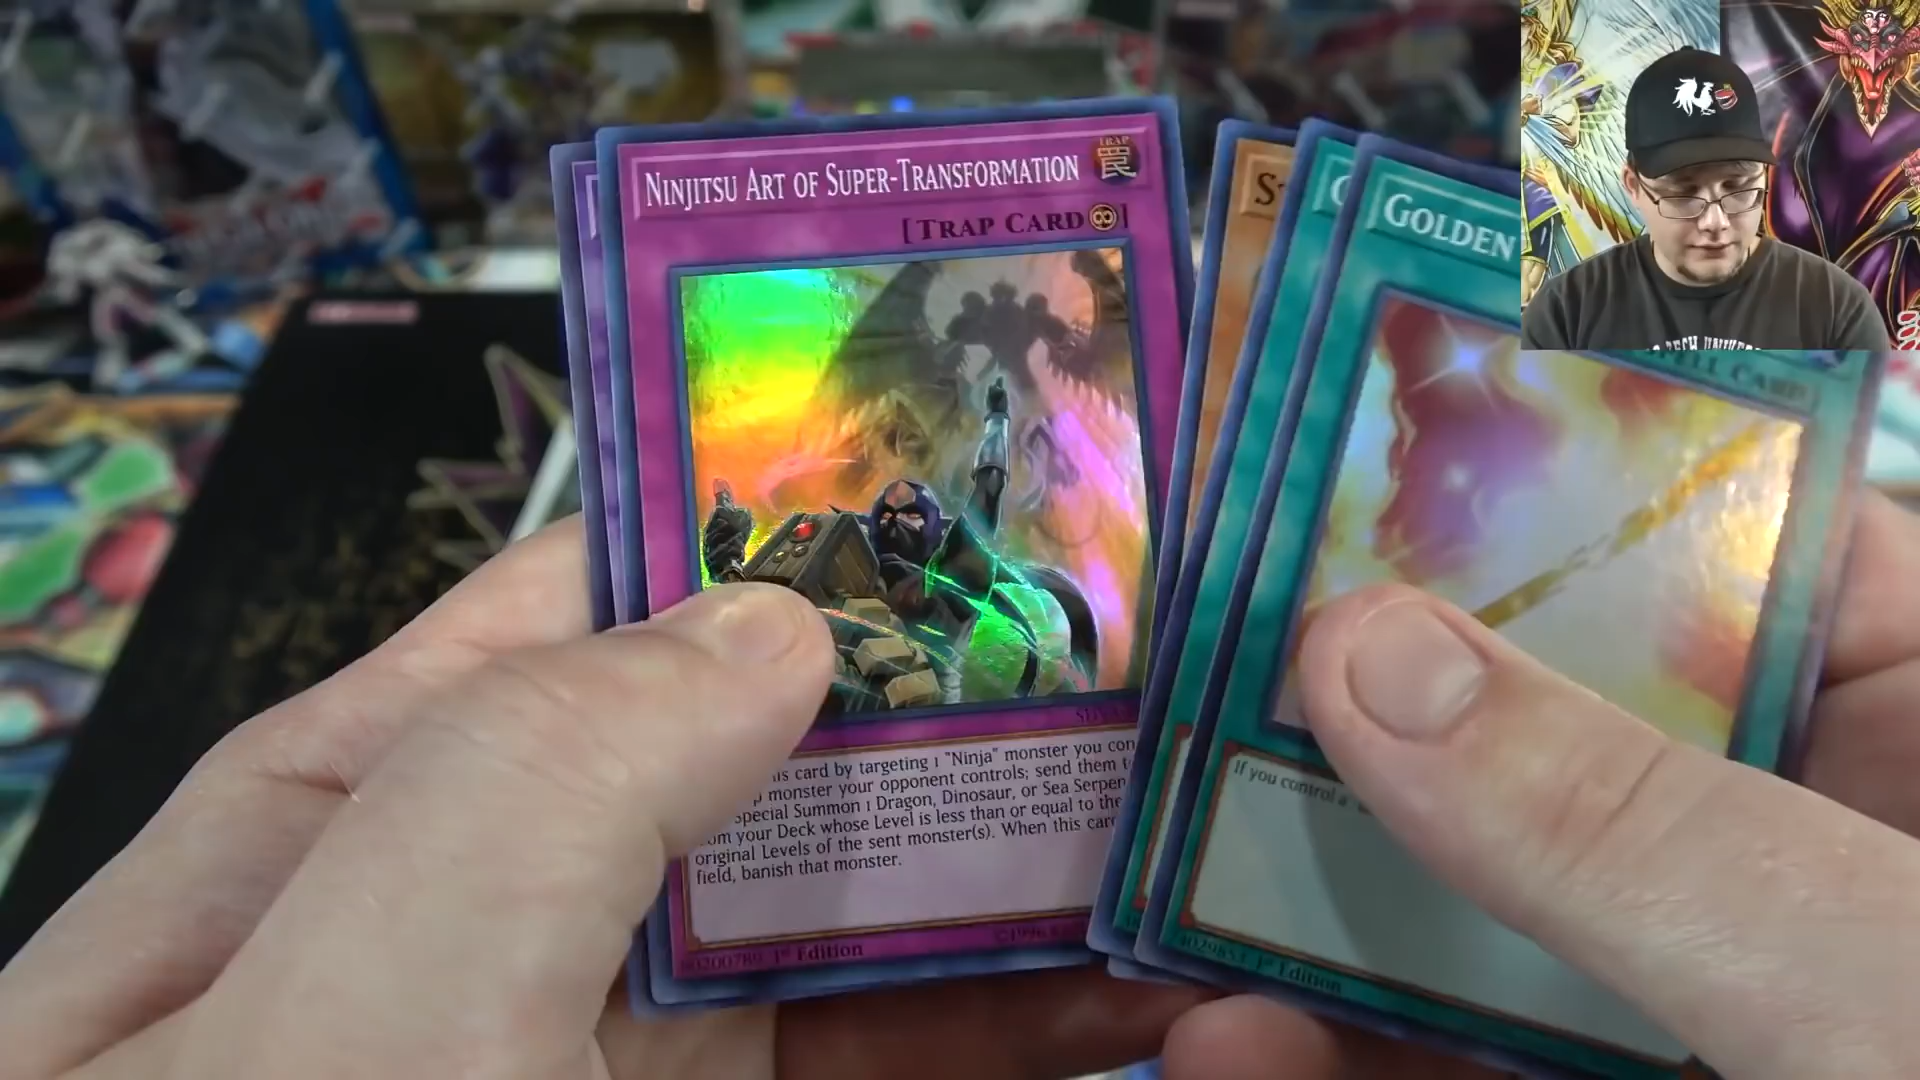 NINJITSU ART OF SUPER-TRANSFORMATION
TRAP
[TRAP CARD
is card by targeting 1 "Ninja" monster you con
monster your opponent controls; send them t
special Summon 1 Dragon, Dinosaur, or Sea Serpen
om your Deck whose Level is less than or equal to the
original Levels of the sent monster(s). When this card
field, banish that monster.
1st Edition
GOLDEN
If you control a
1st Edition
TECH UNIVE